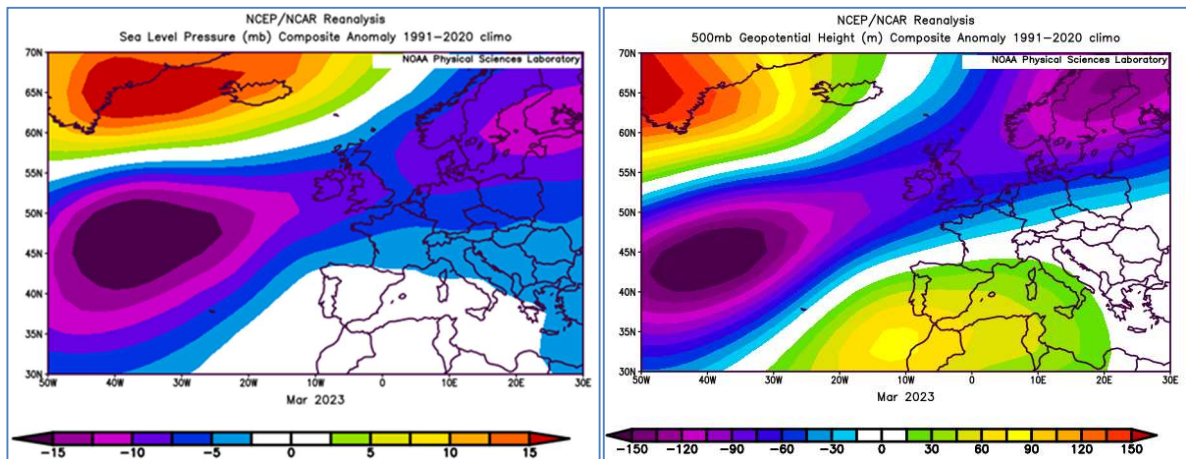 NCEP/NCAR Reanalysis
Sea Level Pressure (mb) Composite Anomaly 1991−2020 climo
NOAA Physical Sciences Laboratory
70N
65N
60N
55N
50N
45N
40N
35N
30N
50W 40W 30W 20W 10W 0 10E 20E 30E
Mar 2023
−15 −10 −5 0 5 10 15
NCEP/NCAR Reanalysis
500mb Geopotential Height (m) Composite Anomaly 1991−2020 climo
NOAA Physical Sciences Laboratory
70N
65N
60N
55N
50N
45N
40N
35N
30N
50W 40W 30W 20W 10W 0 10E 20E 30E
Mar 2023
−150 −120 −90 −60 −30 0 30 60 90 120 150